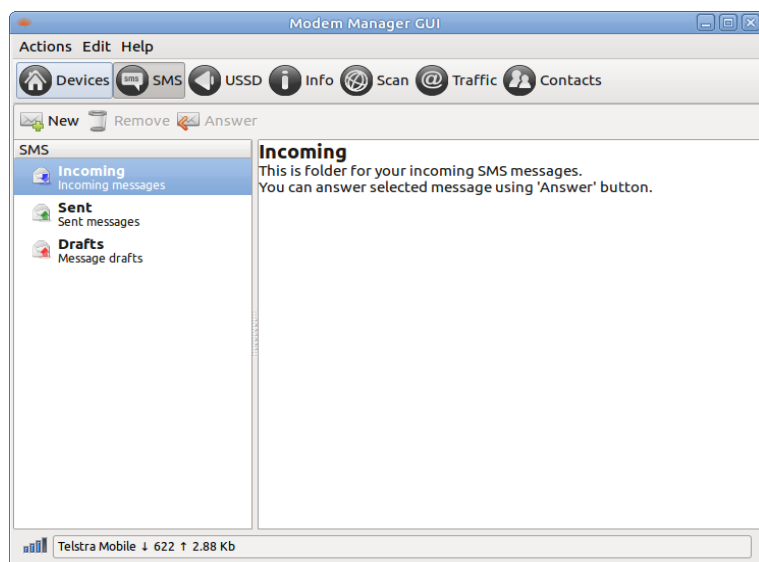 Modem Manager GUI
Actions Edit Help
Devices sms SMS USSD i Info Scan @ Traffic Contacts
New Remove Answer
SMS
Incoming
Incoming messages
Sent
Sent messages
Drafts
Message drafts
Incoming
This is folder for your incoming SMS messages.
You can answer selected message using 'Answer' button.
Telstra Mobile ↓ 622 ↑ 2.88 Kb